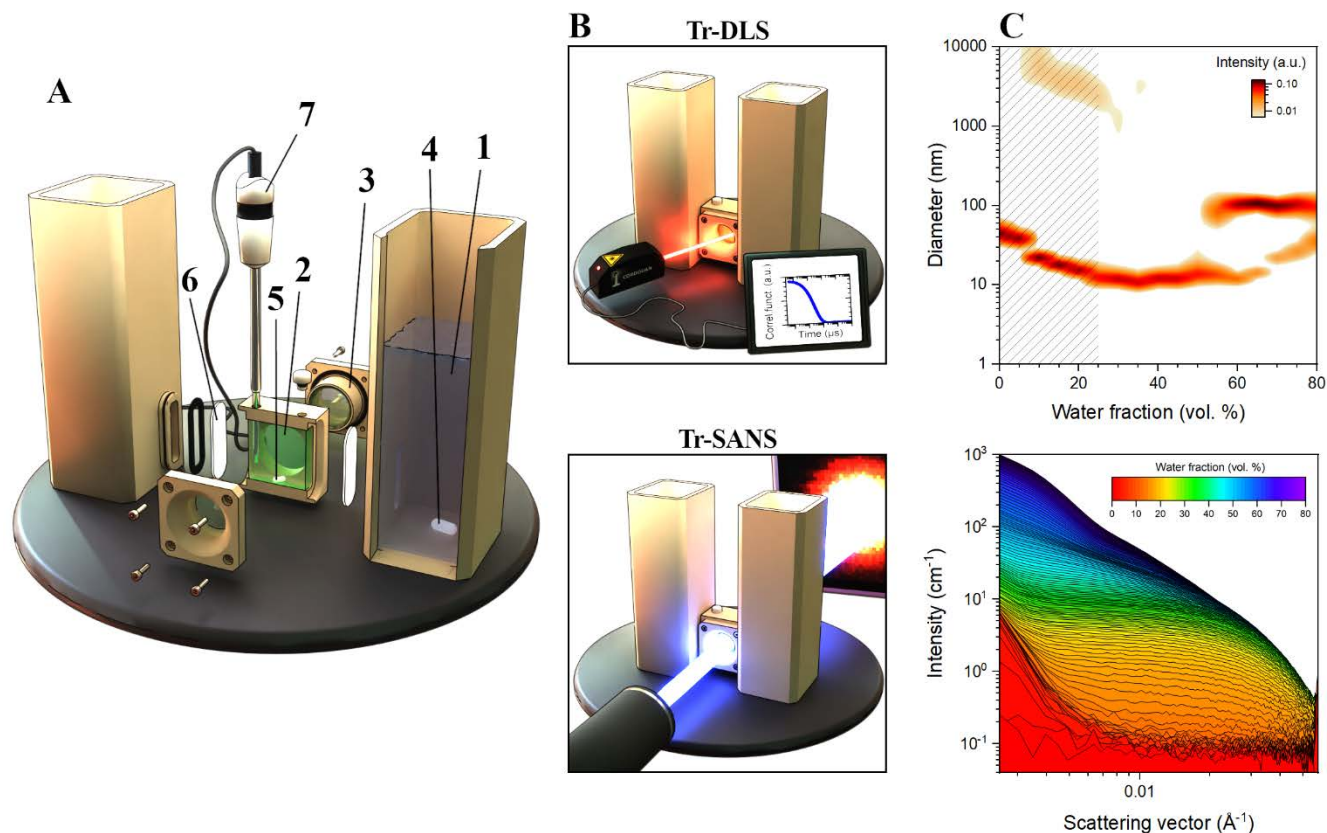 A
7
4
1
3
6
5
2
B
Tr-DLS
Correl.funct. (a.u.)
Time (μs)
Tr-SANS
C
10000
1000
100
10
1
Diameter (nm)
Intensity (a.u.)
0.10
0.01
0
20
40
60
80
Water fraction (vol. %)
10³
10²
10¹
10⁰
10⁻¹
Intensity (cm⁻¹)
Water fraction (vol. %)
0 10 20 30 40 50 60 70 80
0.01
Scattering vector (Å⁻¹)